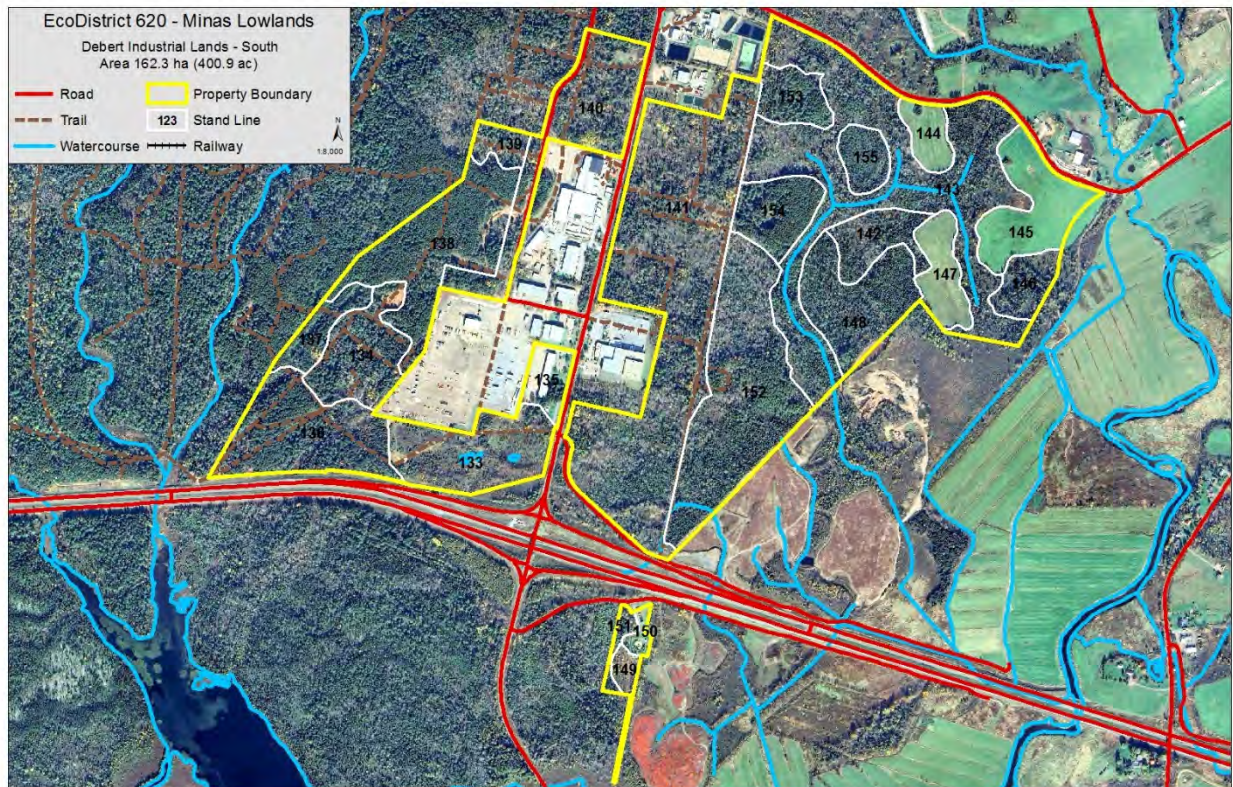 EcoDistrict 620 - Minas Lowlands
Debert Industrial Lands - South
Area 162.3 ha (400.9 ac)
Road
Property Boundary
Trail
123
Stand Line
Watercourse
Railway
N
1:8,000
140
153
144
139
155
143
141
154
145
138
142
147
146
148
137
134
135
152
136
133
151
150
149